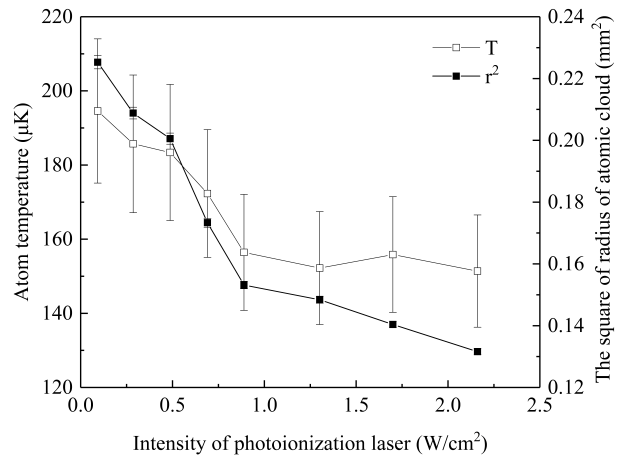 220
200
180
160
140
120
Atom temperature (μK)
T
r²
0.24
0.22
0.20
0.18
0.16
0.14
0.12
The square of radius of atomic cloud (mm²)
0.0 0.5 1.0 1.5 2.0 2.5
Intensity of photoionization laser (W/cm²)